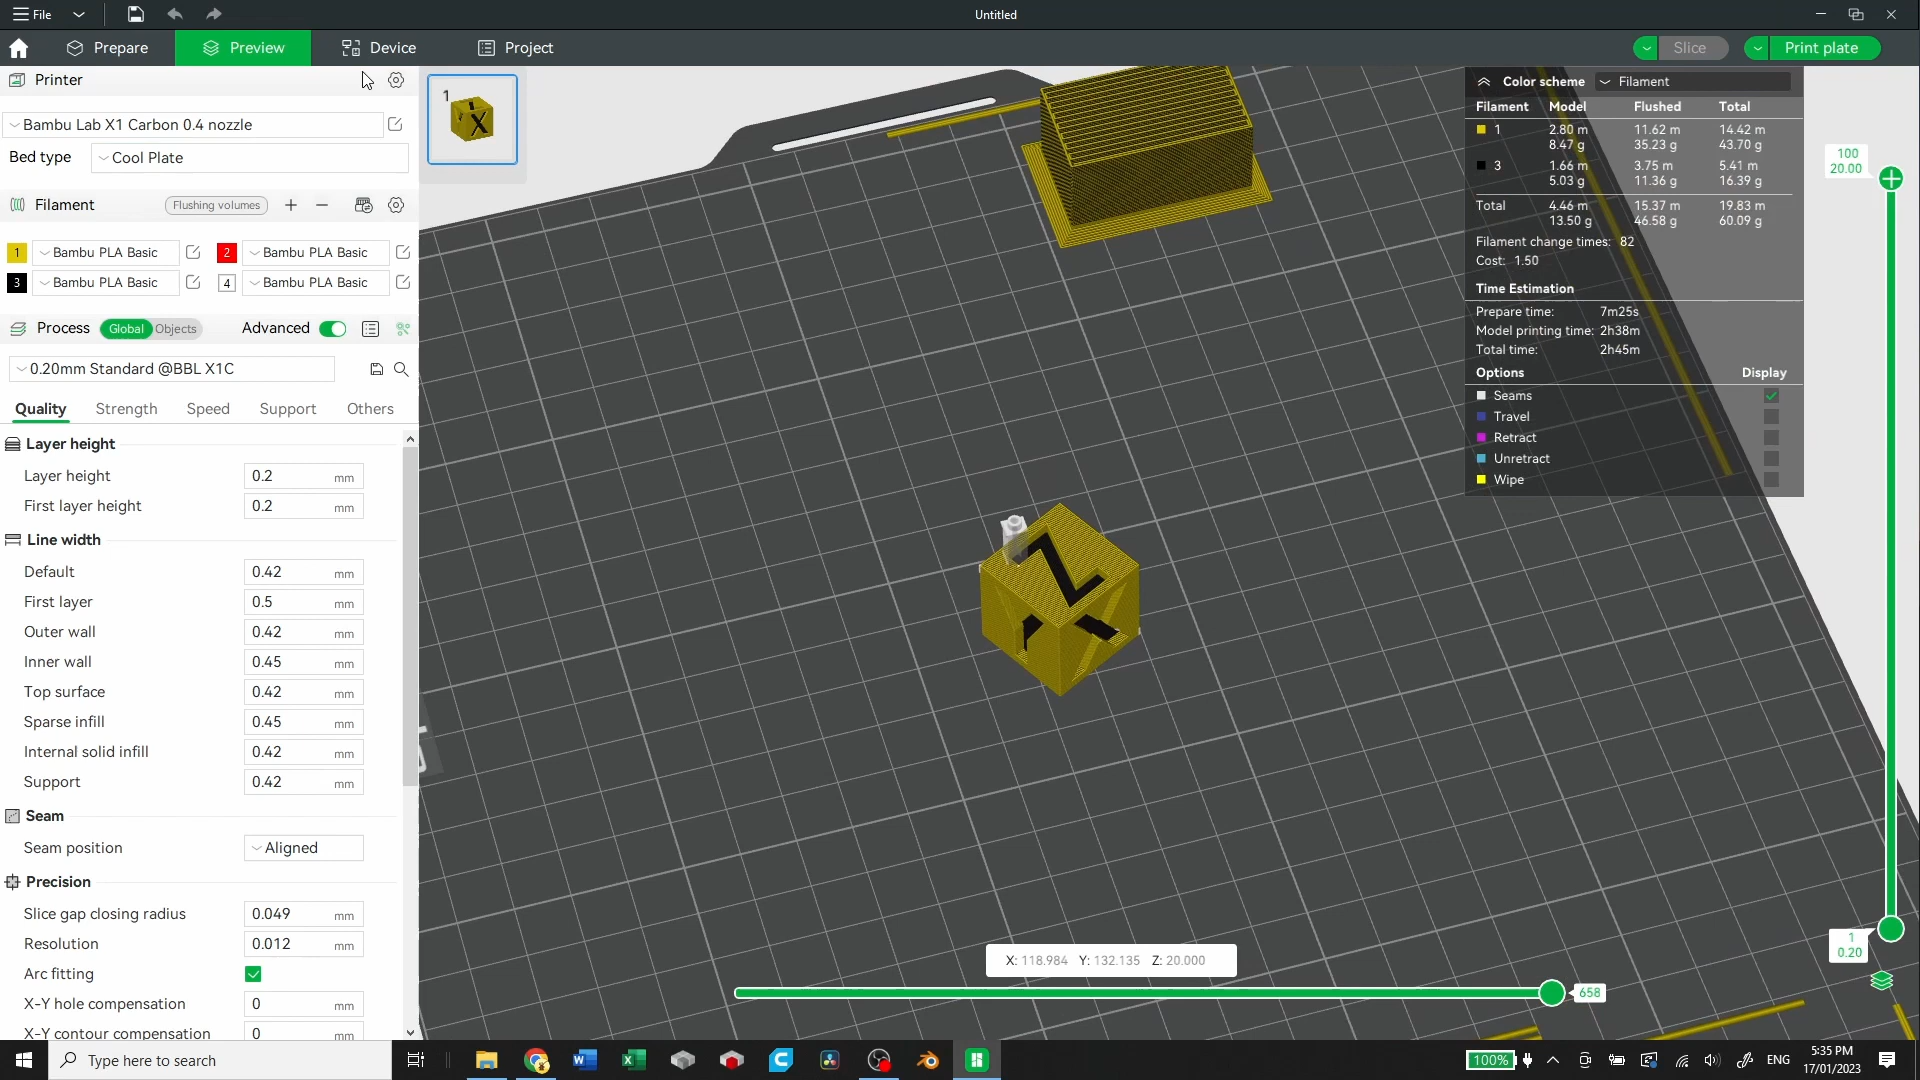 File
Untitled
Prepare
Preview
Device
Project
Slice
Print plate
Printer
Bambu Lab X1 Carbon 0.4 nozzle
Bed type
Cool Plate
Filament
Flushing volumes
1 Bambu PLA Basic
2 Bambu PLA Basic
3 Bambu PLA Basic
4 Bambu PLA Basic
Process
Global
Objects
Advanced
0.20mm Standard @BBL X1C
Quality
Strength
Speed
Support
Others
Layer height
Layer height 0.2 mm
First layer height 0.2 mm
Line width
Default 0.42 mm
First layer 0.5 mm
Outer wall 0.42 mm
Inner wall 0.45 mm
Top surface 0.42 mm
Sparse infill 0.45 mm
Internal solid infill 0.42 mm
Support 0.42 mm
Seam
Seam position Aligned
Precision
Slice gap closing radius 0.049 mm
Resolution 0.012 mm
Arc fitting
X-Y hole compensation 0 mm
X-Y contour compensation 0 mm
1
X
Color scheme Filament
Filament Model Flushed Total
1 2.80 m 11.62 m 14.42 m
8.47 g 35.23 g 43.70 g
3 1.66 m 3.75 m 5.41 m
5.03 g 11.36 g 16.39 g
Total 4.46 m 15.37 m 19.83 m
13.50 g 46.58 g 60.09 g
Filament change times: 82
Cost: 1.50
Time Estimation
Prepare time: 7m25s
Model printing time: 2h38m
Total time: 2h45m
Options Display
Seams
Travel
Retract
Unretract
Wipe
100
20.00
1
0.20
X: 118.984 Y: 132.135 Z: 20.000
658
Type here to search
100%
ENG
5:35 PM
17/01/2023